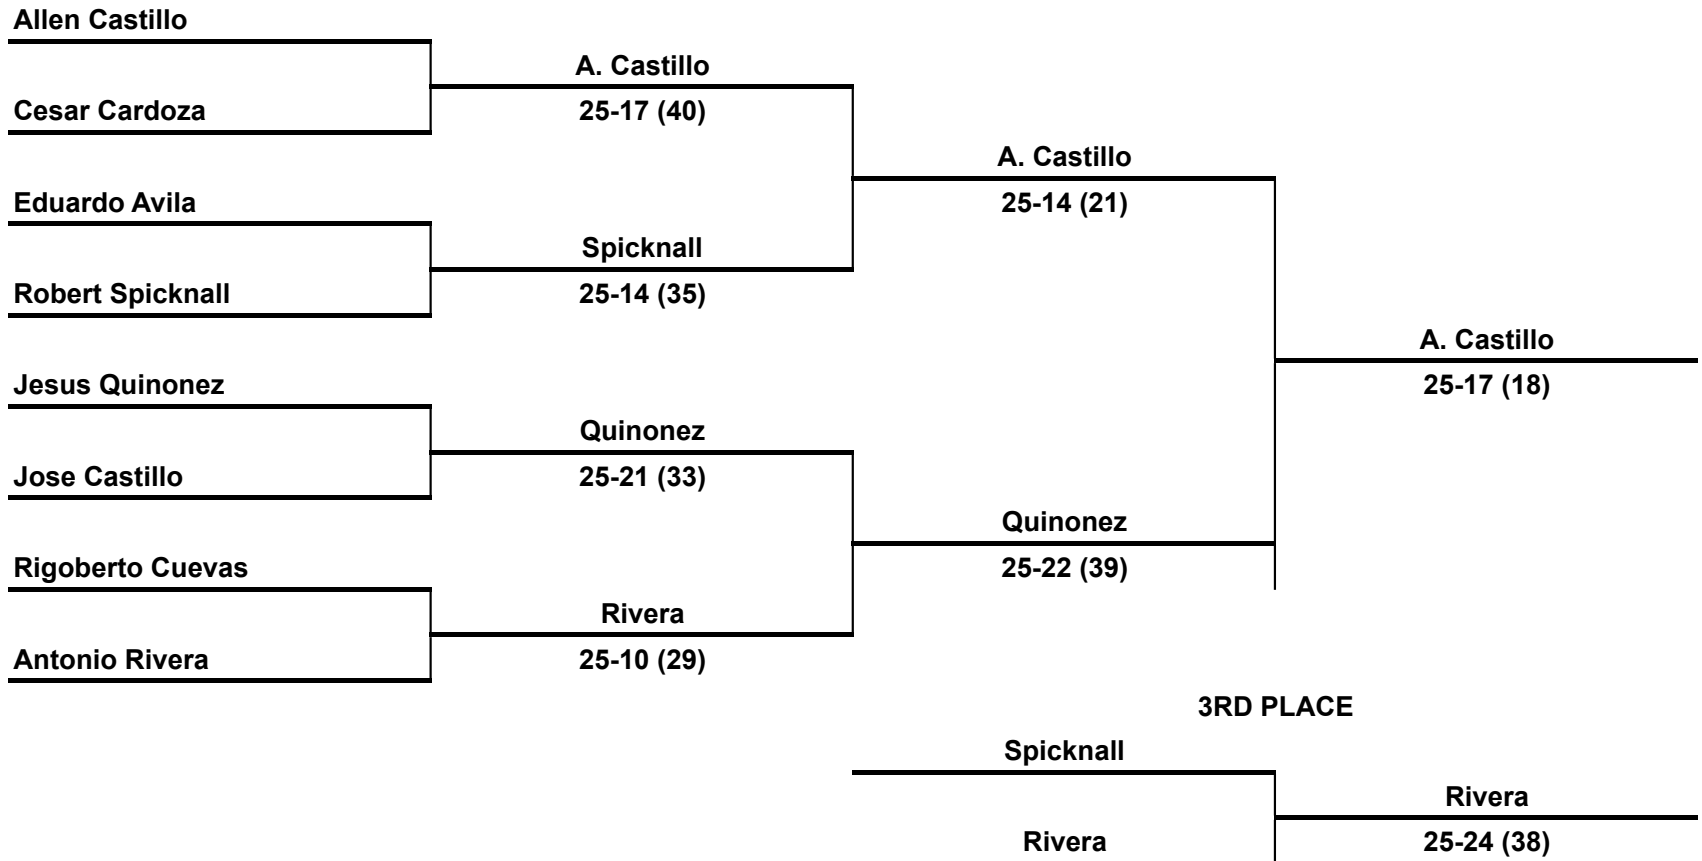 Allen Castillo
A. Castillo
Cesar Cardoza
25-17 (40)
A. Castillo
Eduardo Avila
25-14 (21)
Spicknall
Robert Spicknall
25-14 (35)
A. Castillo
Jesus Quinonez
25-17 (18)
Quinonez
Jose Castillo
25-21 (33)
Quinonez
Rigoberto Cuevas
25-22 (39)
Rivera
Antonio Rivera
25-10 (29)
3RD PLACE
Spicknall
Rivera
Rivera
25-24 (38)